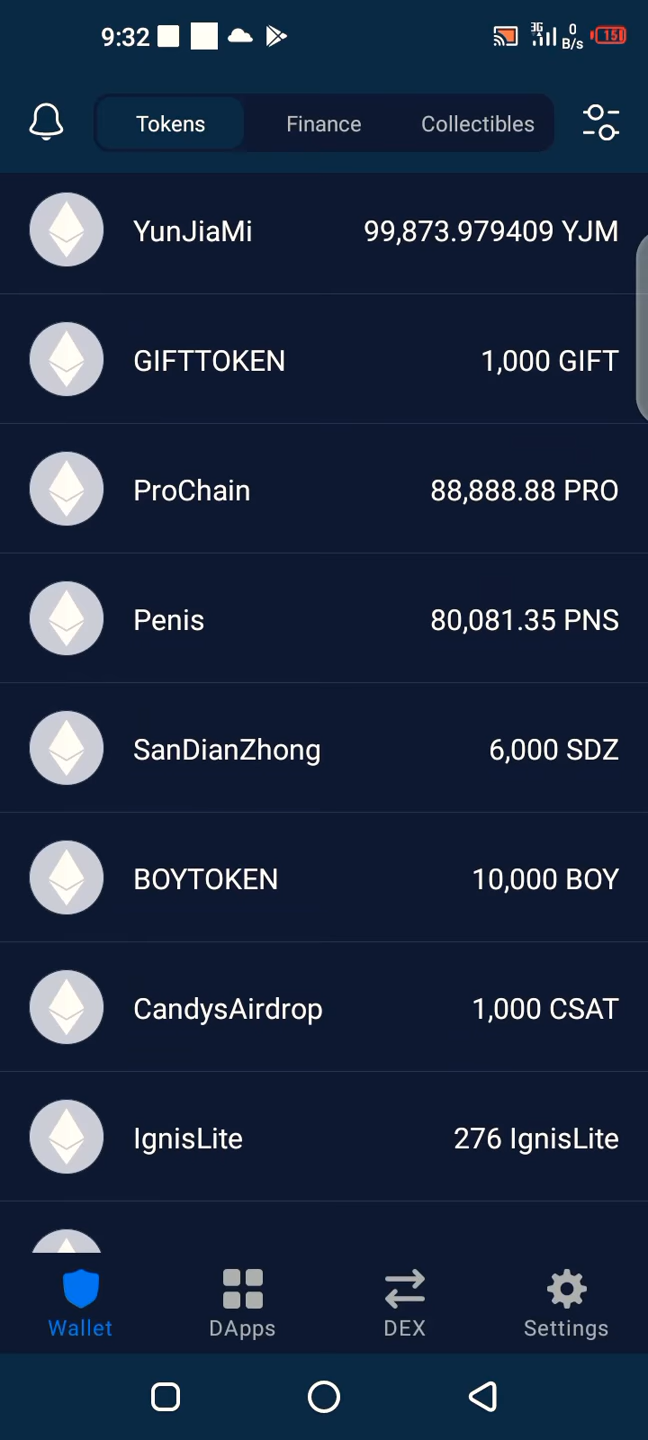 9:32
3G
0
B/s
15
Tokens
Finance
Collectibles
YunJiaMi
99,873.979409 YJM
GIFTTOKEN
1,000 GIFT
ProChain
88,888.88 PRO
Penis
80,081.35 PNS
SanDianZhong
6,000 SDZ
BOYTOKEN
10,000 BOY
CandysAirdrop
1,000 CSAT
IgnisLite
276 IgnisLite
Wallet
DApps
DEX
Settings